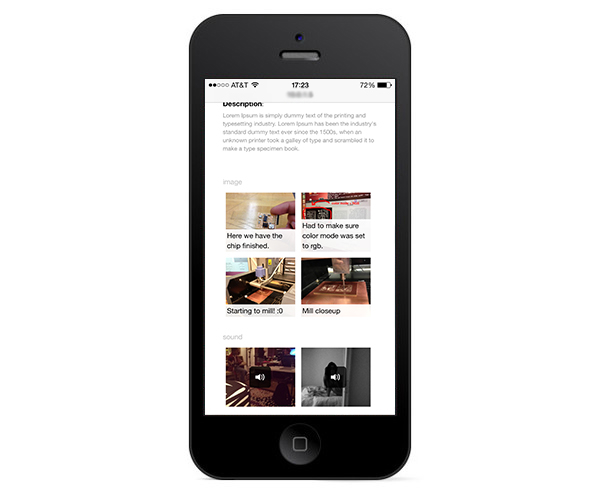 AT&T 17:23 72%
Description:
Lorem Ipsum is simply dummy text of the printing and
typesetting industry. Lorem Ipsum has been the industry's
standard dummy text ever since the 1500s, when an
unknown printer took a galley of type and scrambled it to
make a type specimen book.
image
Here we have the
chip finished.
Had to make sure
color mode was set
to rgb.
Starting to mill! :0
Mill closeup
sound